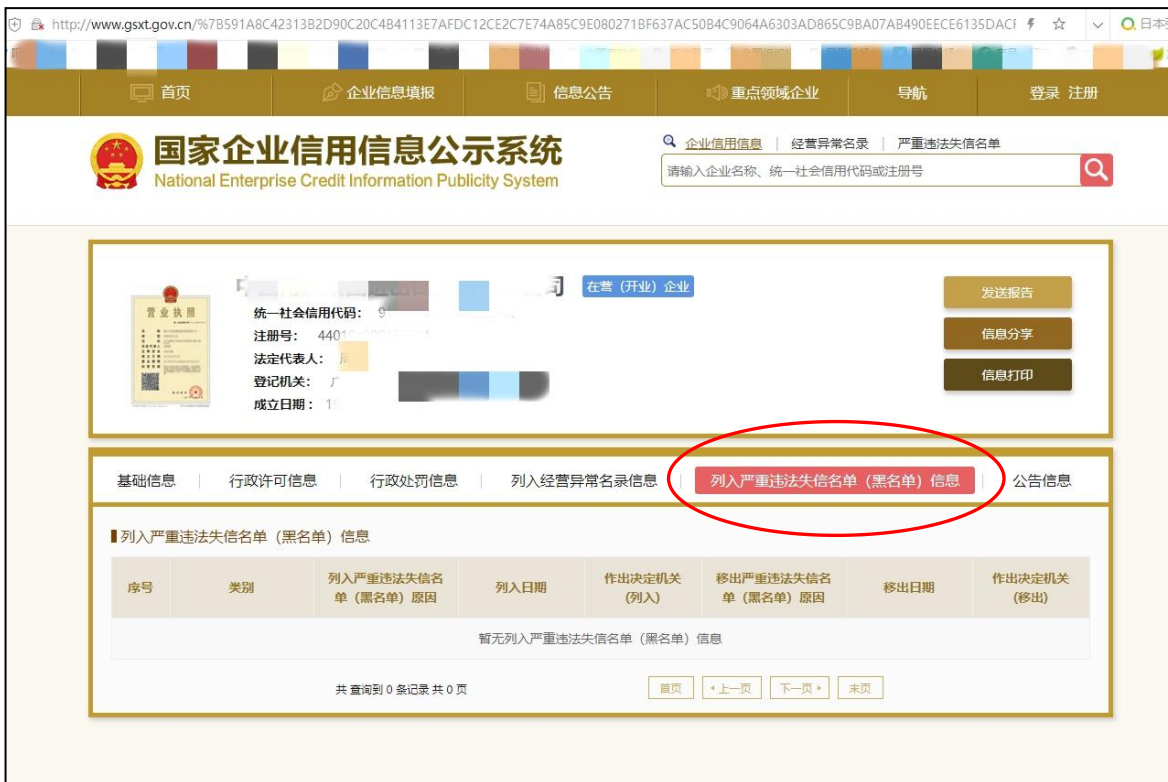 http://www.gsxt.gov.cn/%7B591A8C42313B2D90C20C4B4113E7AFDC12CE2C7E74A85C9E080271BF637AC5084C9064A6303AD865C9BA07AB490EECE6135DACF
日本
首页 企业信息填报 信息公告 重点领域企业 导航 登录 注册
国家企业信用信息公示系统
National Enterprise Credit Information Publicity System
企业信用信息 | 经营异常名录 | 严重违法失信名单
请输入企业名称、统一社会信用代码或注册号
司 在营（开业）企业
营业执照
统一社会信用代码： 9
注册号： 4401
法定代表人：
登记机关： 广
成立日期： 1
发送报告
信息分享
信息打印
基础信息 | 行政许可信息 | 行政处罚信息 | 列入经营异常名录信息 | 列入严重违法失信名单（黑名单）信息 | 公告信息
列入严重违法失信名单（黑名单）信息
序号 类别 列入严重违法失信名单（黑名单）原因 列入日期 作出决定机关(列入) 移出严重违法失信名单（黑名单）原因 移出日期 作出决定机关(移出)
暂无列入严重违法失信名单（黑名单）信息
共 查询到 0 条记录 共 0 页 首页 上一页 下一页 末页